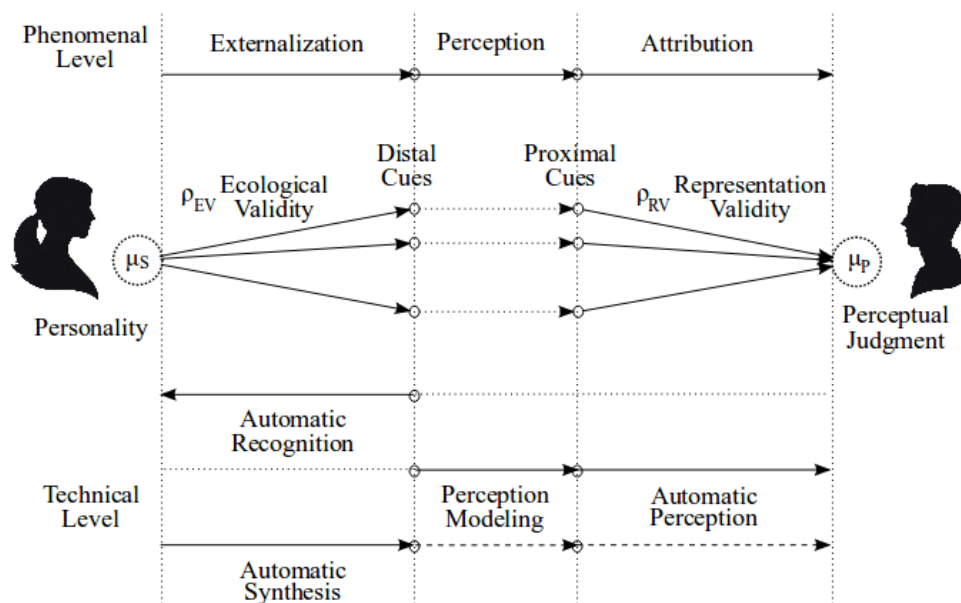 Phenomenal
Level
Externalization
Perception
Attribution
Distal
Cues
Proximal
Cues
ρEV Ecological
Validity
ρRV Representation
Validity
μS
μP
Personality
Perceptual
Judgment
Automatic
Recognition
Technical
Level
Perception
Modeling
Automatic
Perception
Automatic
Synthesis